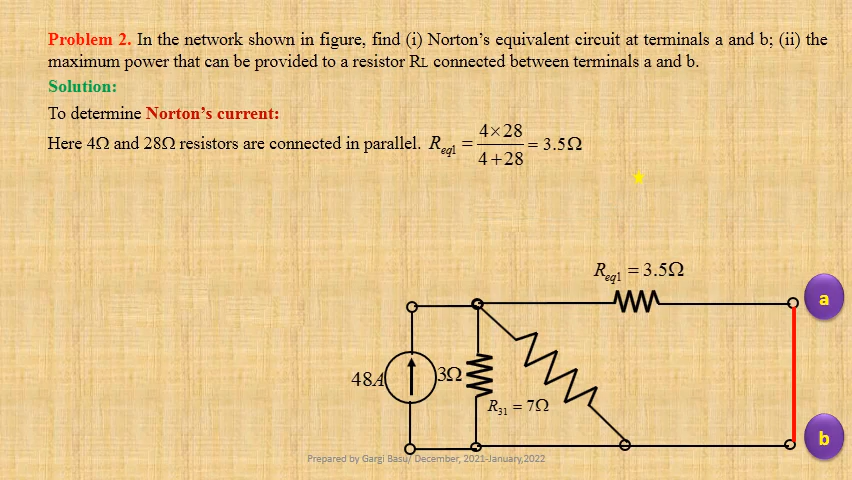 Problem 2. In the network shown in figure, find (i) Norton's equivalent circuit at terminals a and b; (ii) the
maximum power that can be provided to a resistor RL connected between terminals a and b.
Solution:
To determine Norton's current:
Here 4Ω and 28Ω resistors are connected in parallel. R_eq1 = (4×28)/(4+28) = 3.5Ω
R_eq1 = 3.5Ω
a
48A
3Ω
R_31 = 7Ω
b
Prepared by Gargi Basu/ December, 2021-January,2022